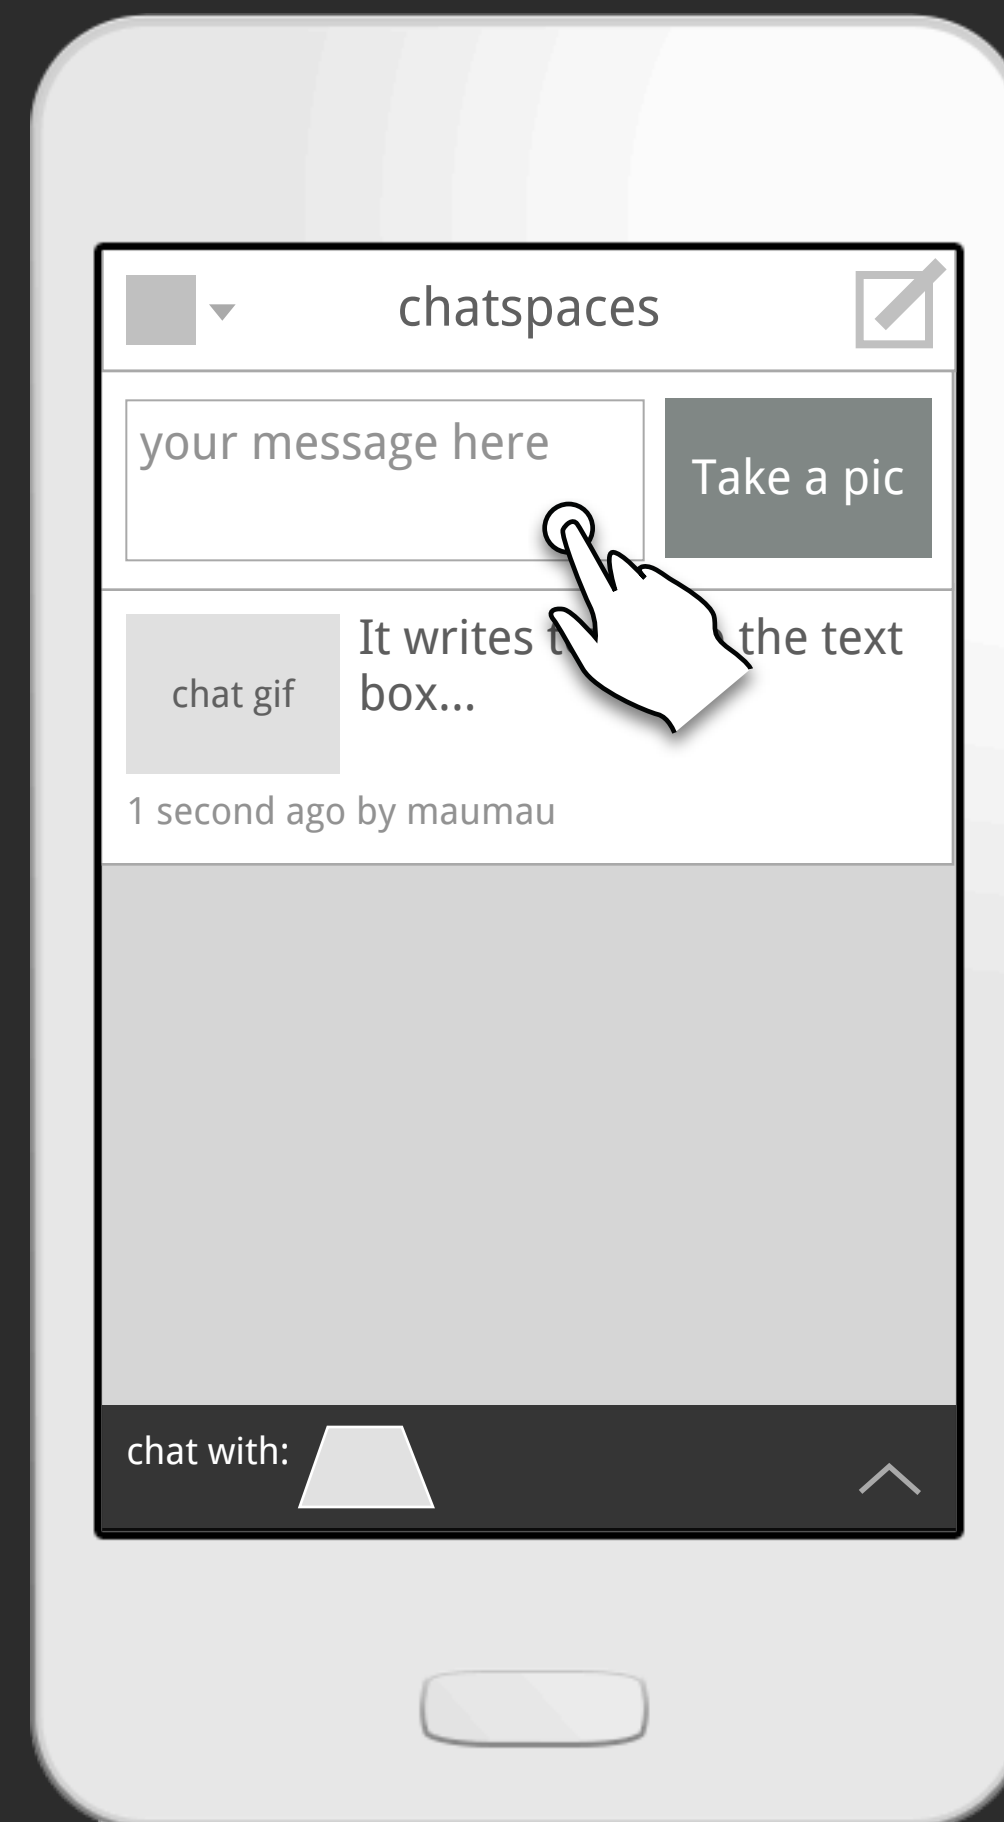 chatspaces
your message here
Take a pic
It writes the text
box...
chat gif
1 second ago by maumau
chat with: